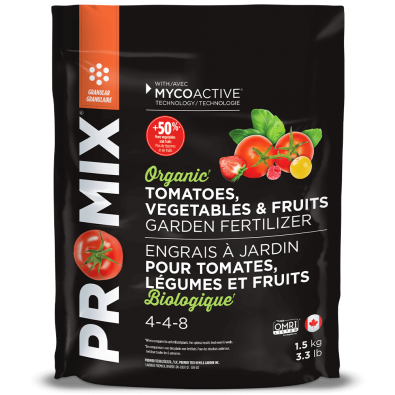 GRANULAR
GRANULAIRE
PRO-MIX®
WITH/AVEC
MYCOACTIVE®
TECHNOLOGY/TECHNOLOGIE
+50%
Organic†
TOMATOES,
VEGETABLES & FRUITS
GARDEN FERTILIZER
ENGRAIS À JARDIN
POUR TOMATES,
LÉGUMES ET FRUITS
Biologique†
4-4-8
OMRI
LISTED
1.5 kg
3.3 lb